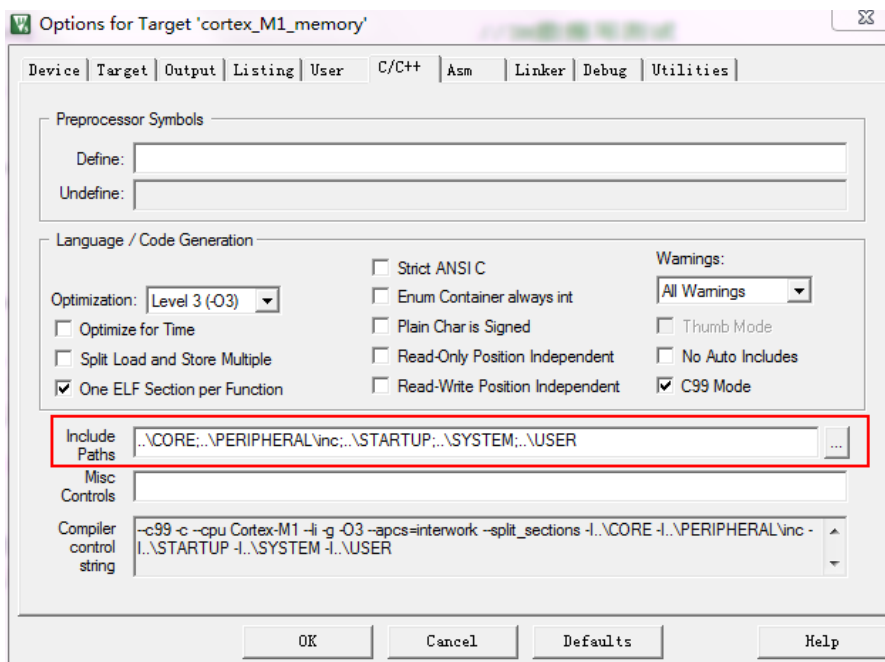 Options for Target 'cortex_M1_memory'
Device Target Output Listing User C/C++ Asm Linker Debug Utilities
Preprocessor Symbols
Define:
Undefine:
Language / Code Generation
Strict ANSI C
Warnings:
Optimization: Level 3 (-O3)
Enum Container always int
All Warnings
Optimize for Time
Plain Char is Signed
Thumb Mode
Split Load and Store Multiple
Read-Only Position Independent
No Auto Includes
One ELF Section per Function
Read-Write Position Independent
C99 Mode
Include Paths
..\CORE;..\PERIPHERAL\inc;..\STARTUP;..\SYSTEM;..\USER
...
Misc Controls
Compiler control string
--c99 -c --cpu Cortex-M1 --li -g -O3 --apcs=interwork --split_sections -I..\CORE -I..\PERIPHERAL\inc -
I..\STARTUP -I..\SYSTEM -I..\USER
OK Cancel Defaults Help